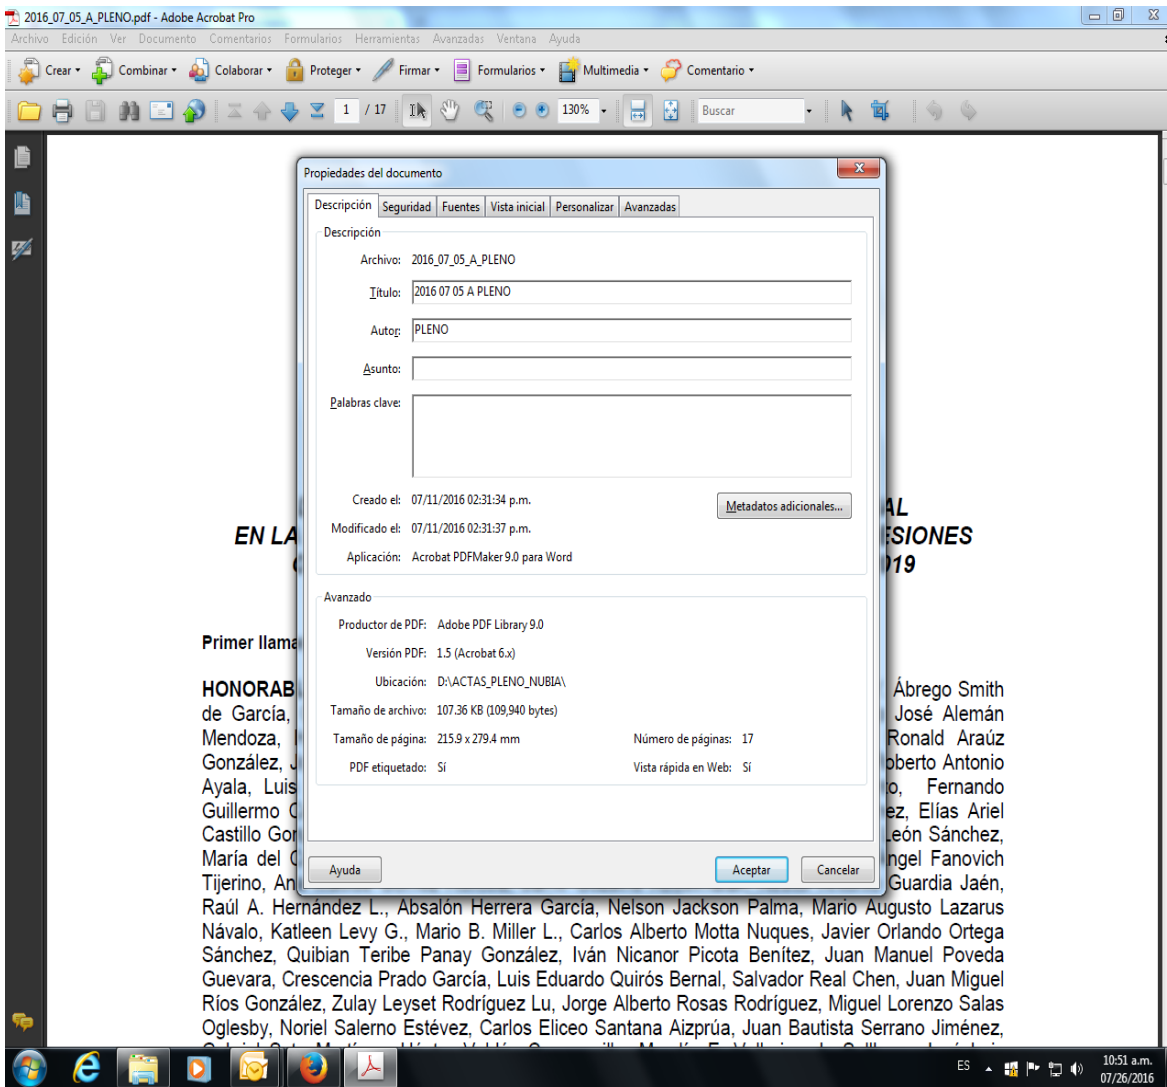 2016_07_05_A_PLENO.pdf - Adobe Acrobat Pro
Archivo Edición Ver Documento Comentarios Formularios Herramientas Avanzadas Ventana Ayuda
Crear Combinar Colaborar Proteger Firmar Formularios Multimedia Comentario
1 / 17 130% Buscar
Propiedades del documento
Descripción Seguridad Fuentes Vista inicial Personalizar Avanzadas
Descripción
Archivo: 2016_07_05_A_PLENO
Título: 2016 07 05 A PLENO
Autor: PLENO
Asunto:
Palabras clave:
Creado el: 07/11/2016 02:31:34 p.m.
Metadatos adicionales...
Modificado el: 07/11/2016 02:31:37 p.m.
Aplicación: Acrobat PDFMaker 9.0 para Word
Avanzado
Productor de PDF: Adobe PDF Library 9.0
Versión PDF: 1.5 (Acrobat 6.x)
Ubicación: D:\ACTAS_PLENO_NUBIA\
Tamaño de archivo: 107.36 KB (109,940 bytes)
Tamaño de página: 215.9 x 279.4 mm Número de páginas: 17
PDF etiquetado: Sí Vista rápida en Web: Sí
Ayuda Aceptar Cancelar
AL
EN LA ESIONES
019
Primer llama
HONORAB Ábrego Smith
de García, José Alemán
Mendoza, Ronald Araúz
González, J oberto Antonio
Ayala, Luis o, Fernando
Guillermo ez, Elías Ariel
Castillo Gor León Sánchez,
María del ngel Fanovich
Tijerino, An Guardia Jaén,
Raúl A. Hernández L., Absalón Herrera García, Nelson Jackson Palma, Mario Augusto Lazarus
Návalo, Katleen Levy G., Mario B. Miller L., Carlos Alberto Motta Nuques, Javier Orlando Ortega
Sánchez, Quibian Teribe Panay González, Iván Nicanor Picota Benítez, Juan Manuel Poveda
Guevara, Crescencia Prado García, Luis Eduardo Quirós Bernal, Salvador Real Chen, Juan Miguel
Ríos González, Zulay Leyset Rodríguez Lu, Jorge Alberto Rosas Rodríguez, Miguel Lorenzo Salas
Oglesby, Noriel Salerno Estévez, Carlos Eliceo Santana Aizprúa, Juan Bautista Serrano Jiménez,
ES 10:51 a.m.
07/26/2016